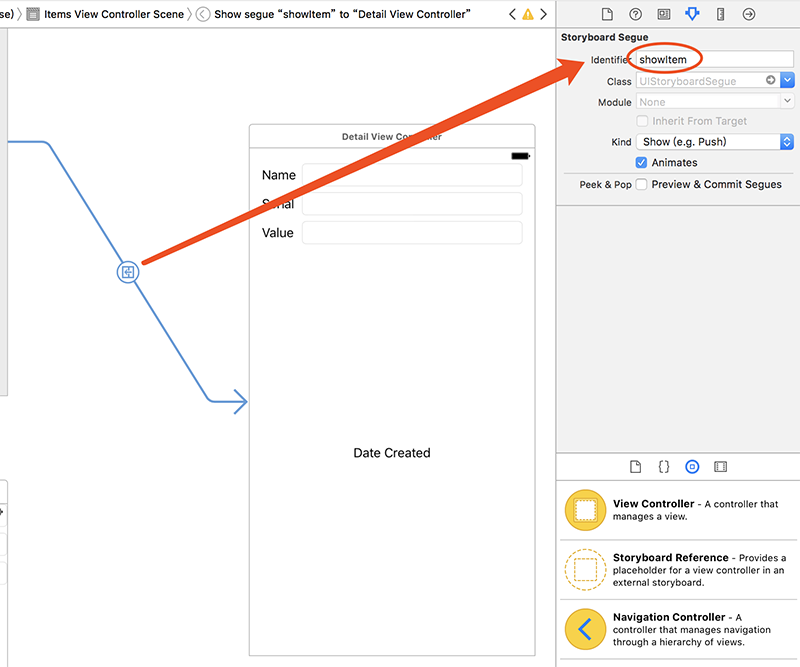 se) Items View Controller Scene Show segue “showItem” to “Detail View Controller”
Storyboard Segue
Identifier showItem
Class UIStoryboardSegue
Module None
Inherit From Target
Kind Show (e.g. Push)
Animates
Peek & Pop Preview & Commit Segues
Detail View Controller
Name
Serial
Value
Date Created
View Controller - A controller that
manages a view.
Storyboard Reference - Provides a
placeholder for a view controller in an
external storyboard.
Navigation Controller - A
controller that manages navigation
through a hierarchy of views.